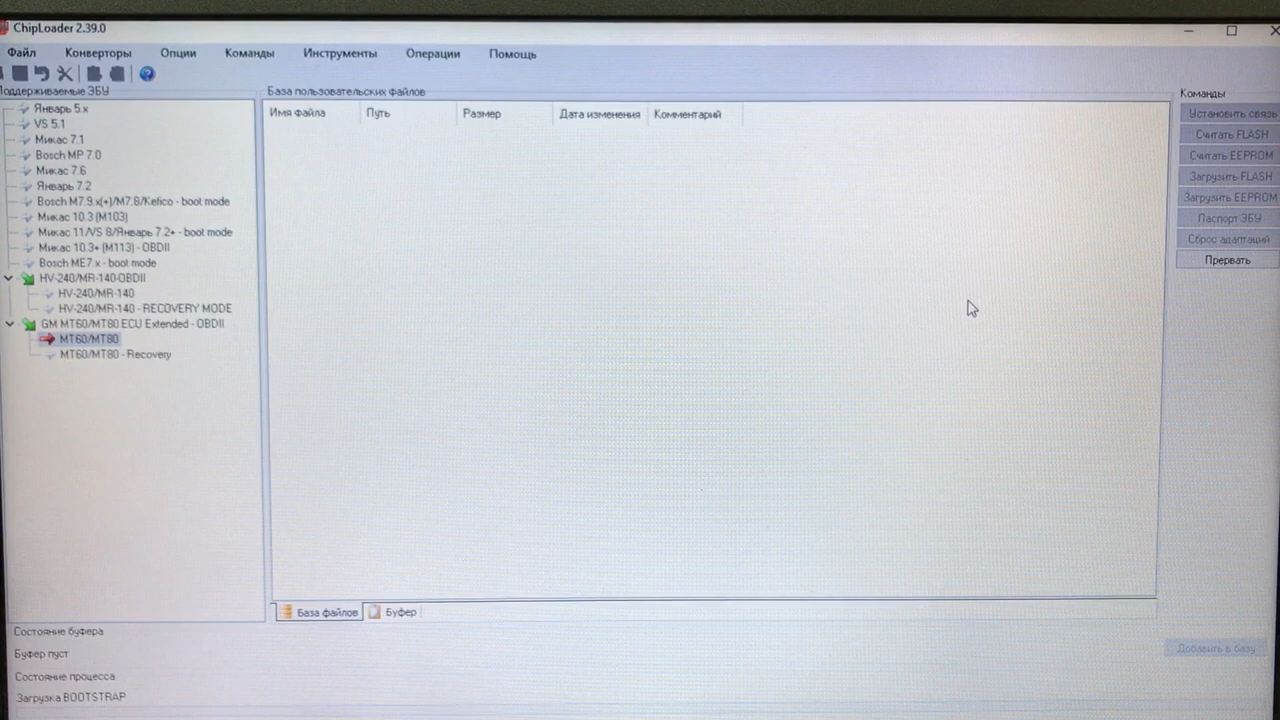 ChipLoader 2.39.0
Файл Конверторы Опции Команды Инструменты Операции Помощь
Поддерживаемые ЭБУ
Январь 5.x
VS 5.1
Микас 7.1
Bosch MP 7.0
Микас 7.6
Январь 7.2
Bosch M7.9.x(+)/M7.8/Kefico - boot mode
Микас 10.3 (M103)
Микас 11/VS 8/Январь 7.2+ - boot mode
Микас 10.3+ (M113) - OBDII
Bosch ME7.x - boot mode
HV-240/MR-140-OBDII
HV-240/MR-140
HV-240/MR-140 - RECOVERY MODE
GM MT60/MT80 ECU Extended - OBDII
MT60/MT80
MT60/MT80 - Recovery
База пользовательских файлов
Имя файла Путь Размер Дата изменения Комментарий
База файлов Буфер
Команды
Установить связь
Считать FLASH
Считать EEPROM
Загрузить FLASH
Загрузить EEPROM
Паспорт ЭБУ
Сброс адаптаций
Прервать
Состояние буфера
Буфер пуст
Добавить в базу
Состояние процесса
Загрузка BOOTSTRAP